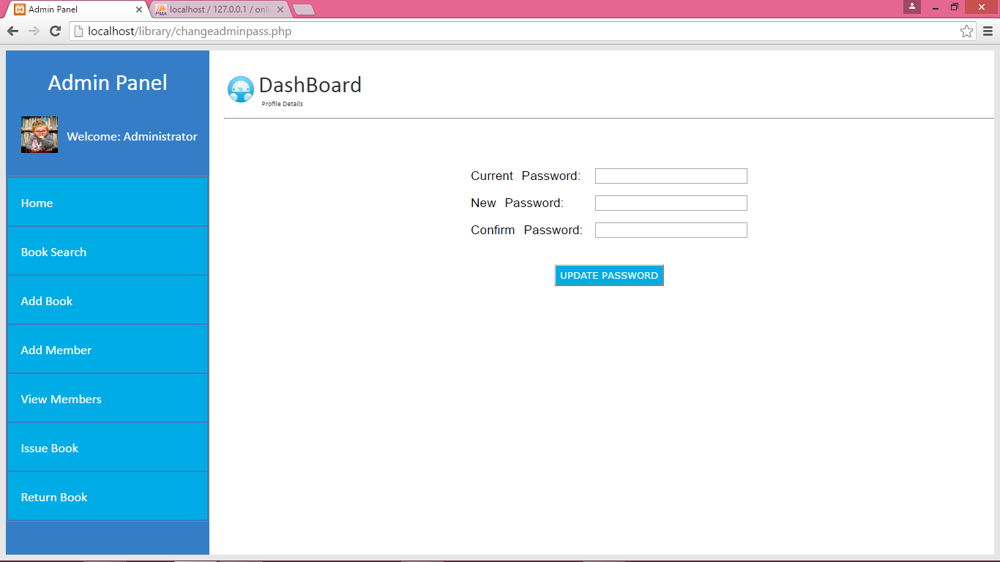 Admin Panel
localhost / 127.0.0.1 / onli
localhost/library/changeadminpass.php
Admin Panel
Welcome: Administrator
Home
Book Search
Add Book
Add Member
View Members
Issue Book
Return Book
DashBoard
Profile Details
Current Password:
New Password:
Confirm Password:
UPDATE PASSWORD